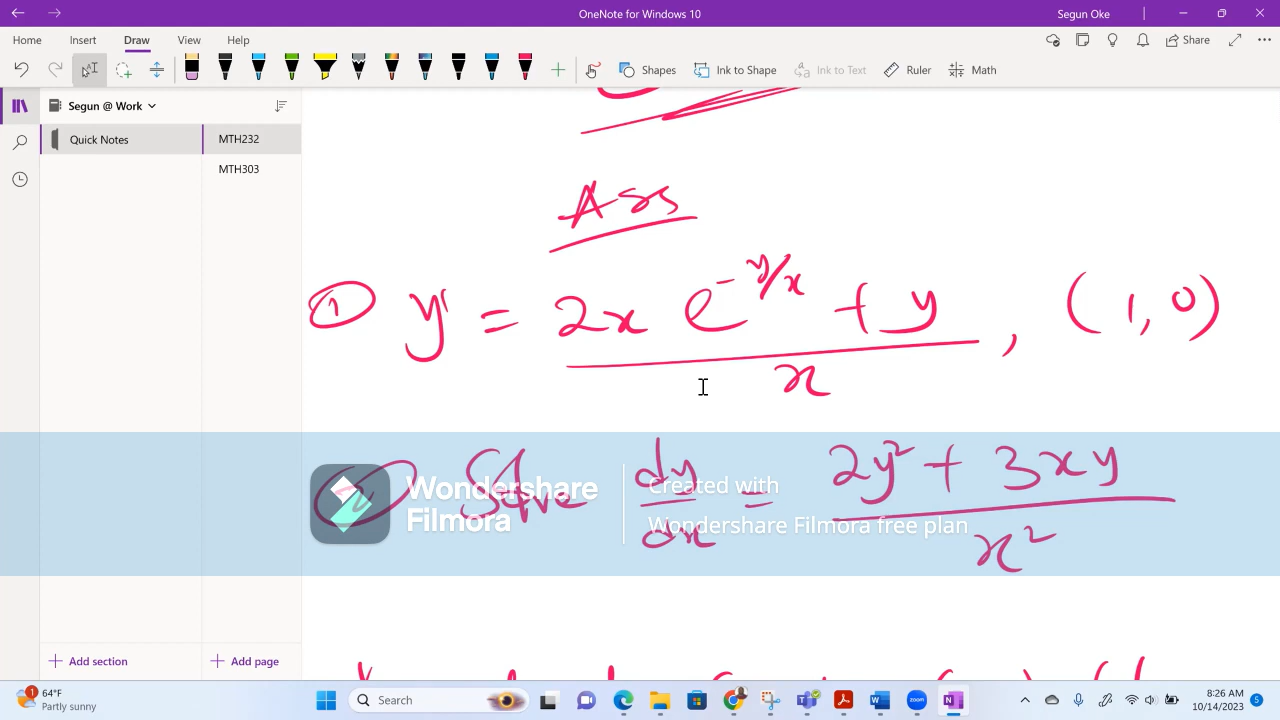 OneNote for Windows 10
Segun Oke
Home Insert Draw View Help
Share
Shapes Ink to Shape Ink to Text Ruler Math
Segun @ Work
Quick Notes
MTH232
MTH303
Ass
① y' = (2x e^(-y/x) + y)/x , (1, 0)
Solve dy/dx = (2y² + 3xy)/x²
Wondershare
Filmora
Created with
Wondershare Filmora free plan
Add section
Add page
1
64°F
Partly sunny
Search
zoom
8:26 AM
10/14/2023
5